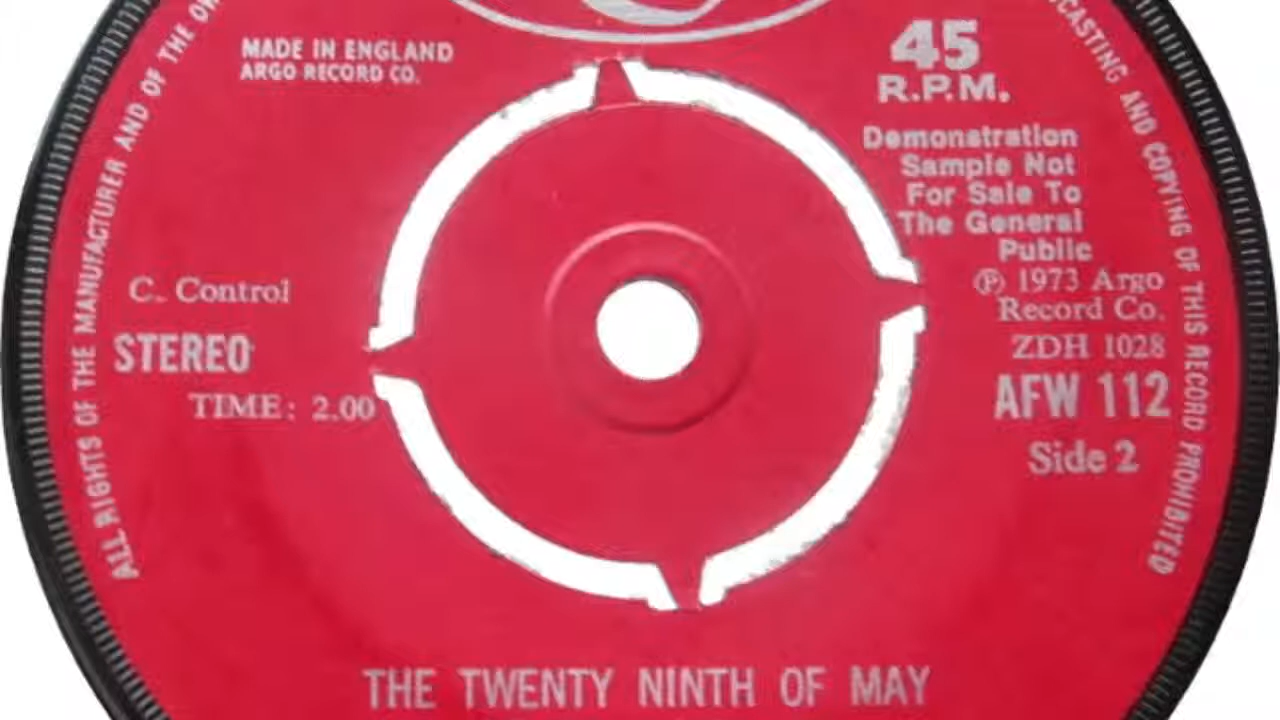 MADE IN ENGLAND
ARGO RECORD CO.
45
R.P.M.
Demonstration
Sample Not
For Sale To
The General
Public
℗ 1973 Argo
Record Co.
ZDH 1028
AFW 112
Side 2
C. Control
STEREO
TIME: 2.00
ALL RIGHTS OF THE MANUFACTURER AND OF THE
AND COPYING OF THIS RECORD PROHIBITED
THE TWENTY NINTH OF MAY